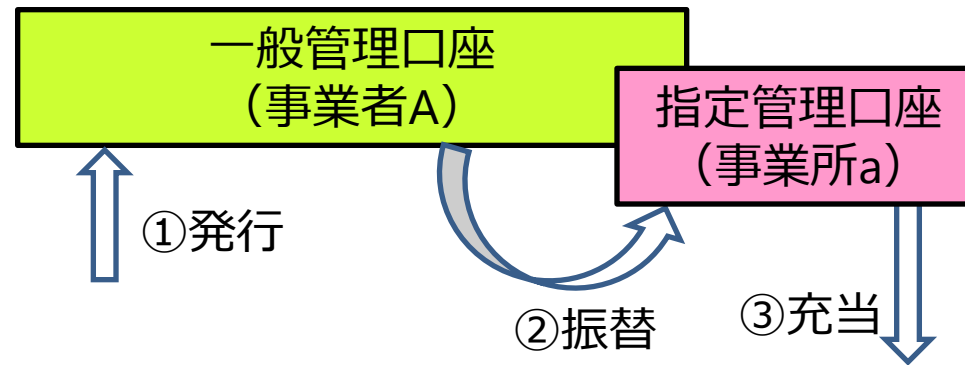 一般管理口座
（事業者A）
指定管理口座
（事業所a）
①発行
②振替
③充当